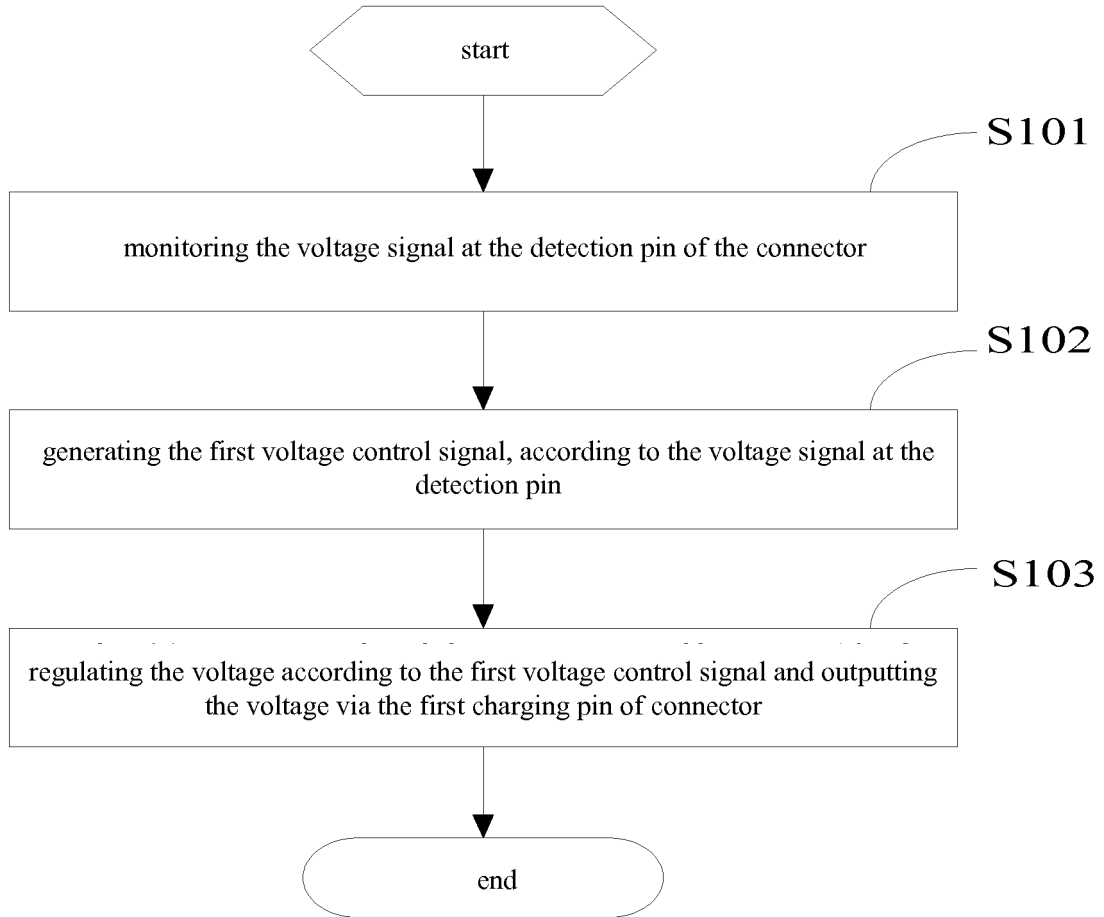 start
S101
monitoring the voltage signal at the detection pin of the connector
S102
generating the first voltage control signal, according to the voltage signal at the
detection pin
S103
regulating the voltage according to the first voltage control signal and outputting
the voltage via the first charging pin of connector
end